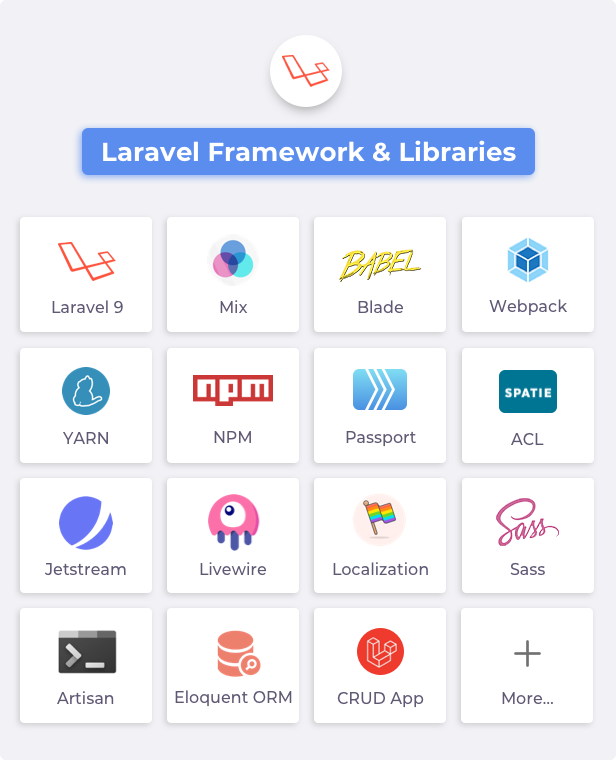 Laravel Framework & Libraries
Laravel 9
Mix
BABEL
Blade
Webpack
YARN
npm
NPM
Passport
SPATIE
ACL
Jetstream
Livewire
Localization
Sass
Sass
Artisan
Eloquent ORM
CRUD App
More...